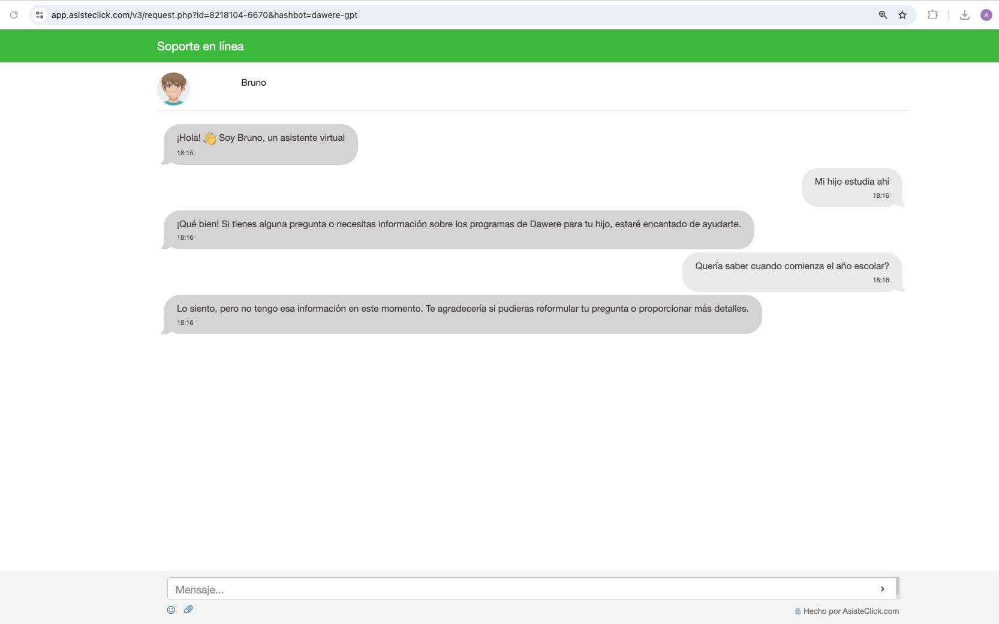 app.asisteclick.com/v3/request.php?id=8218104-6670&hashbot=dawere-gpt
A
Soporte en línea
Bruno
¡Hola! 👋 Soy Bruno, un asistente virtual
18:15
Mi hijo estudia ahí
18:16
¡Qué bien! Si tienes alguna pregunta o necesitas información sobre los programas de Dawere para tu hijo, estaré encantado de ayudarte.
18:16
Quería saber cuando comienza el año escolar?
18:16
Lo siento, pero no tengo esa información en este momento. Te agradecería si pudieras reformular tu pregunta o proporcionar más detalles.
18:16
Mensaje...
Hecho por AsisteClick.com